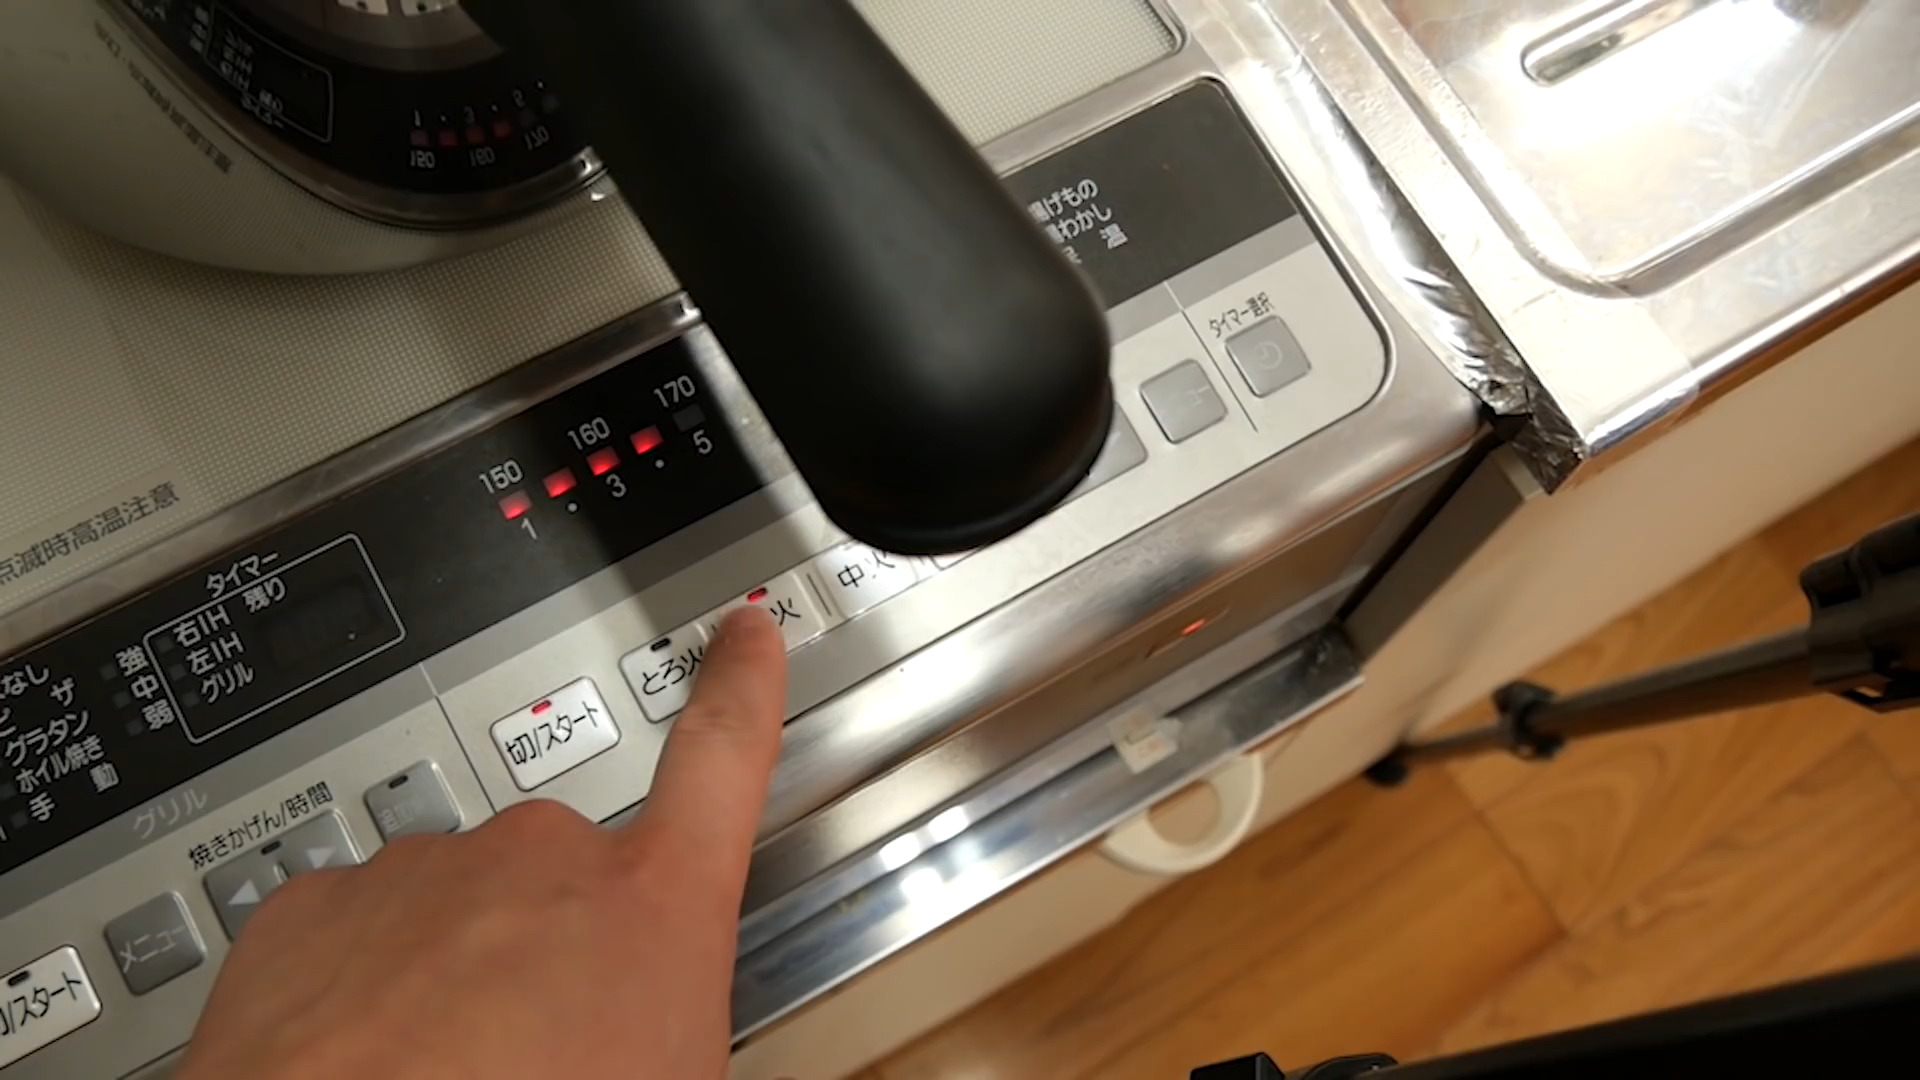 揚げもの
湯わかし
温
タイマー選択
150 160 170
1 ・ 3 ・ 5
点滅時高温注意
タイマー
右IH 残り
左IH
グリル
強
中
弱
なし
ザ
グラタン
ホイル焼き
手 動
グリル
焼きかげん/時間
メニュー
切/スタート
とろ火
火
中火
/スタート